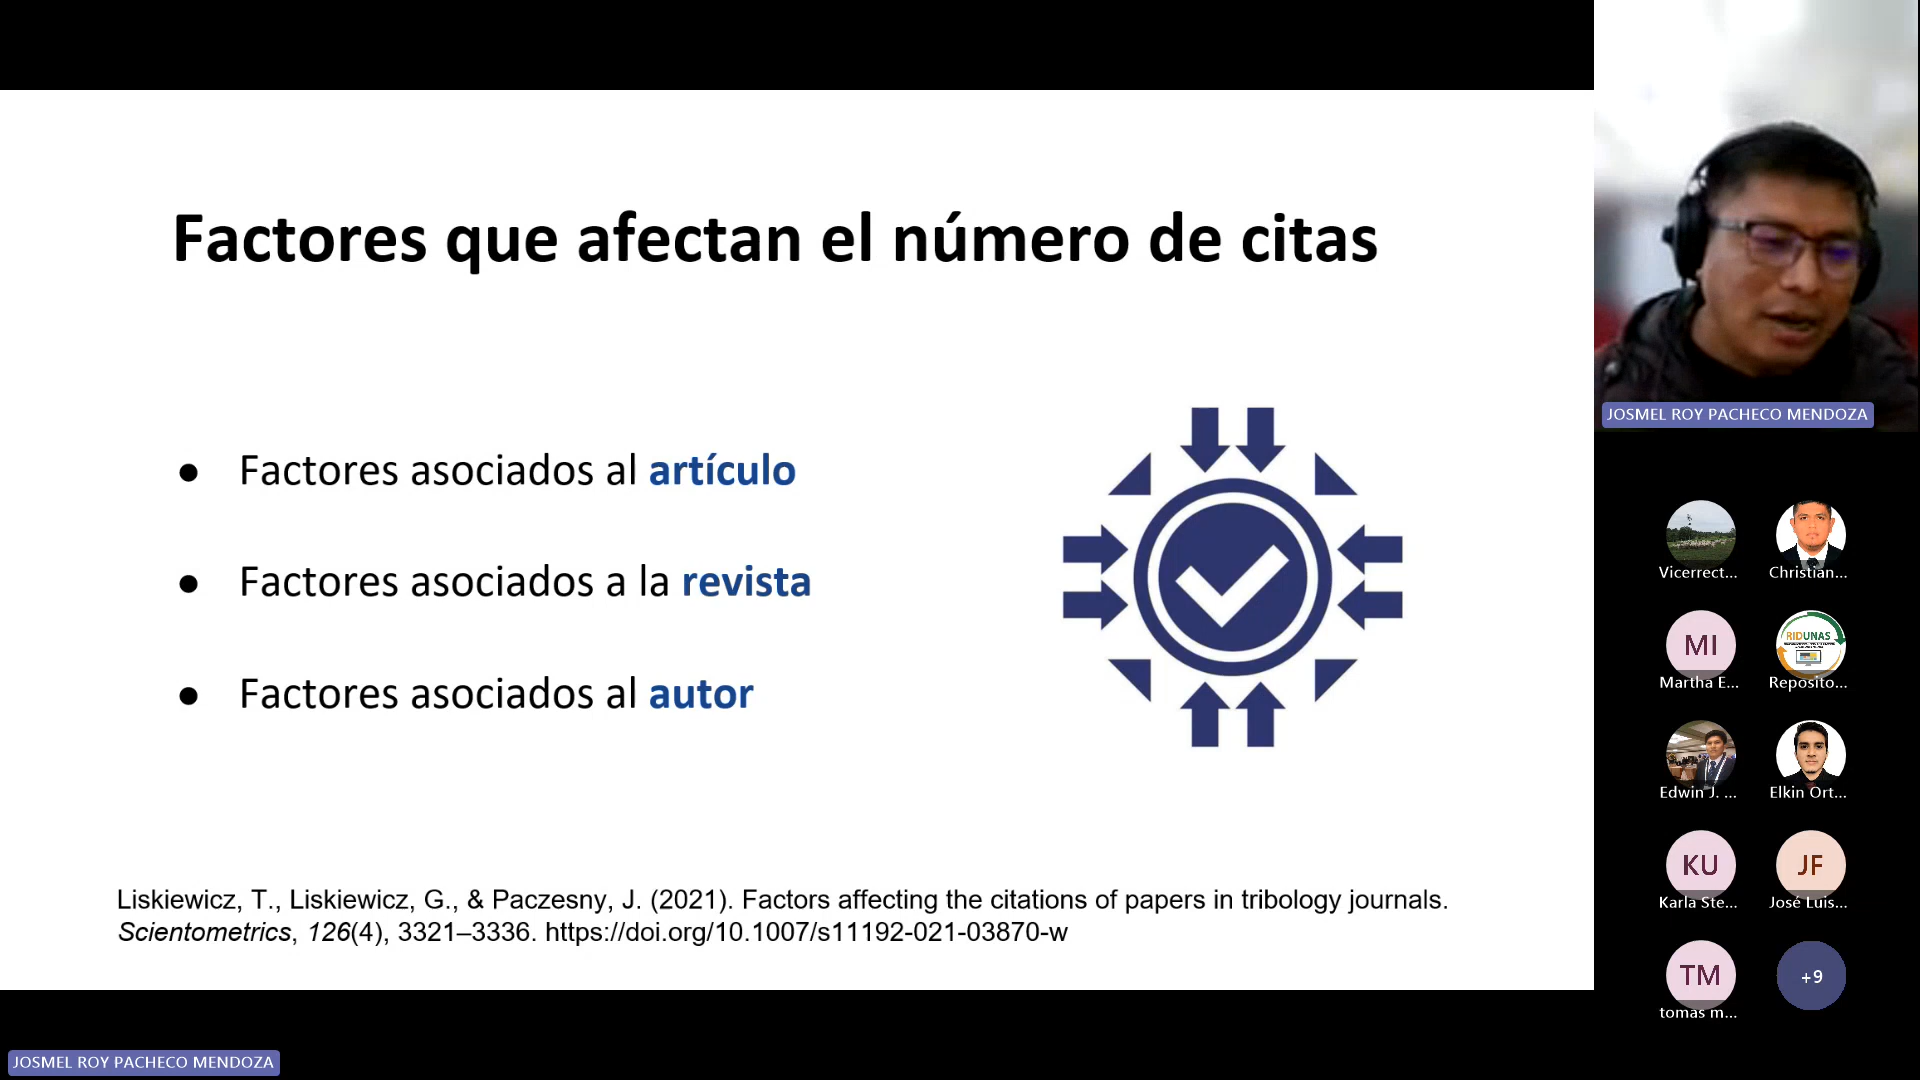 Factores que afectan el número de citas
● Factores asociados al artículo
● Factores asociados a la revista
● Factores asociados al autor
Liskiewicz, T., Liskiewicz, G., & Paczesny, J. (2021). Factors affecting the citations of papers in tribology journals.
Scientometrics, 126(4), 3321–3336. https://doi.org/10.1007/s11192-021-03870-w
JOSMEL ROY PACHECO MENDOZA
JOSMEL ROY PACHECO MENDOZA
Vicerrect...
Christian...
MI
Martha E...
RIDUNAS
Reposito...
Edwin J. ...
Elkin Ort...
KU
Karla Ste...
JF
José Luis...
TM
tomas m...
+9